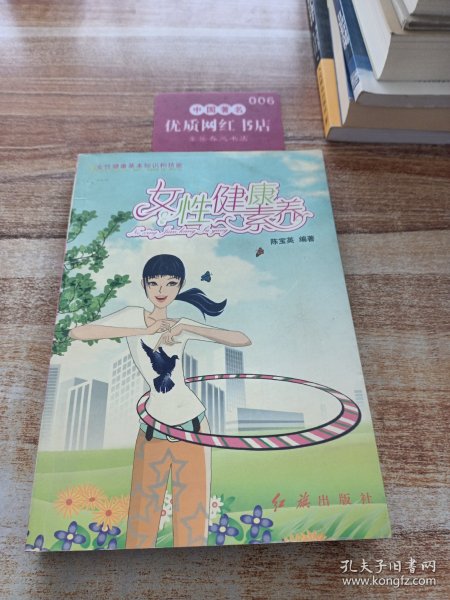 006
中国著名
优质网红书店
女性健康基本知识和技能
女性健康
素养
陈宝英 编著
红旗出版社
孔夫子旧书网
www.kongfz.com